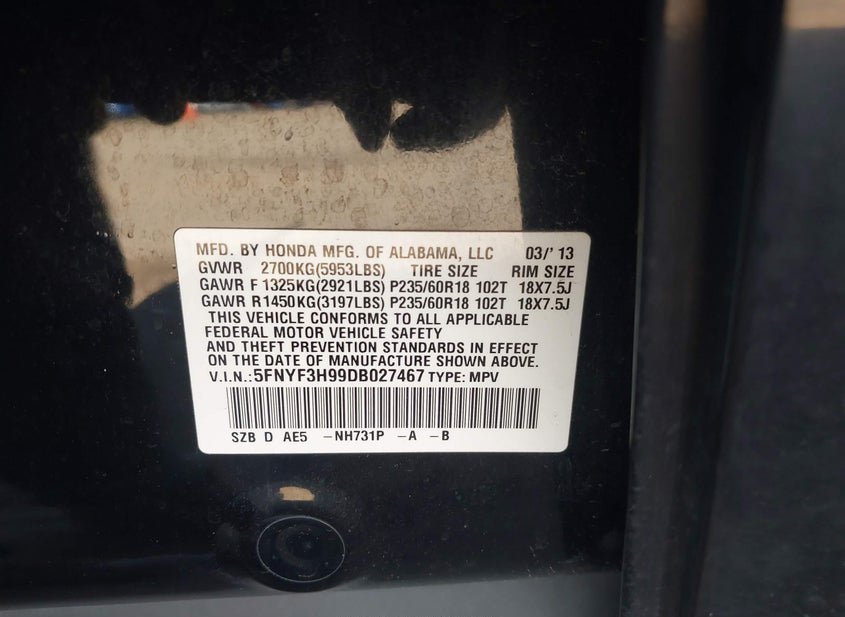 MFD. BY HONDA MFG. OF ALABAMA, LLC 03/'13
GVWR 2700KG(5953LBS) TIRE SIZE RIM SIZE
GAWR F 1325KG(2921LBS) P235/60R18 102T 18X7.5J
GAWR R1450KG(3197LBS) P235/60R18 102T 18X7.5J
THIS VEHICLE CONFORMS TO ALL APPLICABLE
FEDERAL MOTOR VEHICLE SAFETY
AND THEFT PREVENTION STANDARDS IN EFFECT
ON THE DATE OF MANUFACTURE SHOWN ABOVE.
V.I.N.: 5FNYF3H99DB027467 TYPE: MPV
SZB D AE5 -NH731P -A -B